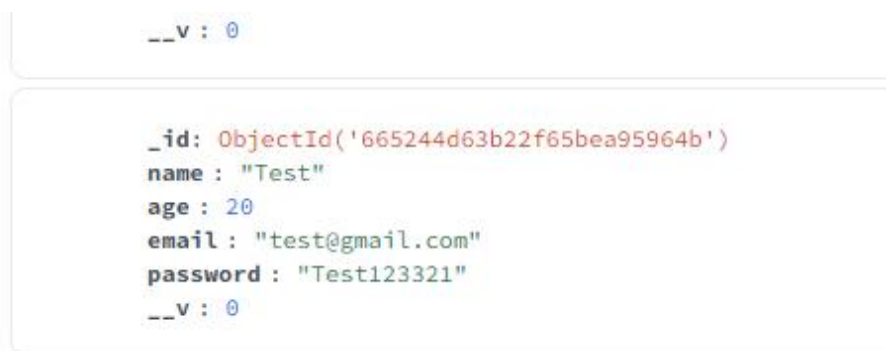 __v : 0
_id: ObjectId('665244d63b22f65bea95964b')
name : "Test"
age : 20
email : "test@gmail.com"
password : "Test123321"
__v : 0